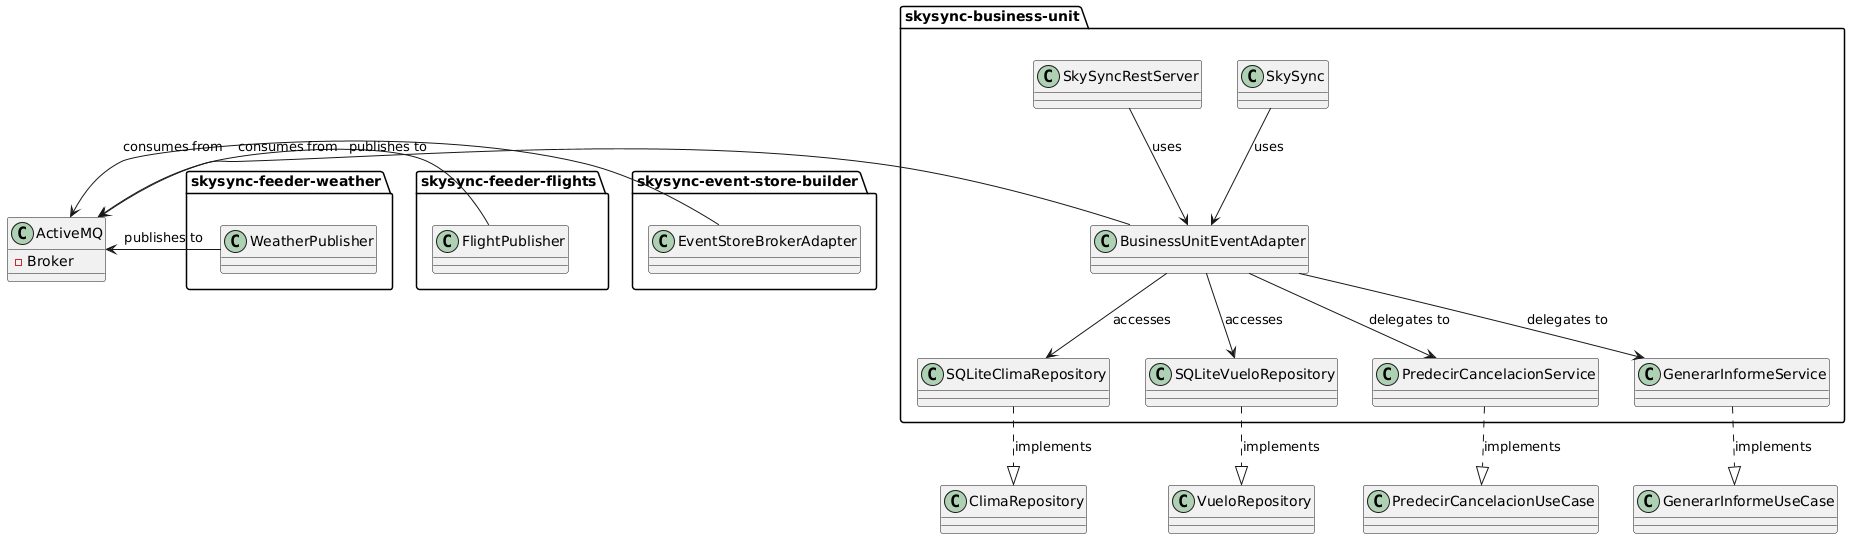 skysync-business-unit
C SkySyncRestServer
C SkySync
uses
uses
consumes from
consumes from
publishes to
skysync-feeder-weather
skysync-feeder-flights
skysync-event-store-builder
C ActiveMQ
Broker
publishes to
C WeatherPublisher
C FlightPublisher
C EventStoreBrokerAdapter
C BusinessUnitEventAdapter
accesses
accesses
delegates to
delegates to
C SQLiteClimaRepository
C SQLiteVueloRepository
C PredecirCancelacionService
C GenerarInformeService
implements
implements
implements
implements
C ClimaRepository
C VueloRepository
C PredecirCancelacionUseCase
C GenerarInformeUseCase